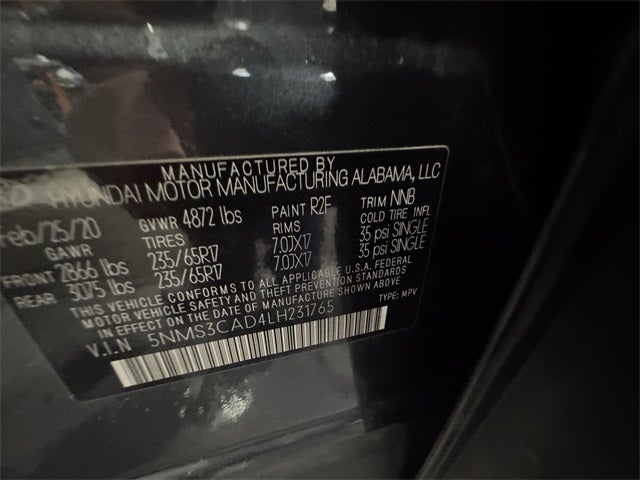 MANUFACTURED BY
HYUNDAI MOTOR MANUFACTURING ALABAMA, LLC
Feb/25/20 GVWR 4872 lbs PAINT R2F TRIM NNB
GAWR TIRES RIMS COLD TIRE INFL
FRONT 2866 lbs 235/65R17 7.0JX17 35 psi SINGLE
REAR 3075 lbs 235/65R17 7.0JX17 35 psi SINGLE
THIS VEHICLE CONFORMS TO ALL APPLICABLE U.S.A. FEDERAL
MOTOR VEHICLE SAFETY AND THEFT PREVENTION STANDARDS
IN EFFECT ON THE DATE OF MANUFACTURE SHOWN ABOVE
V.I.N 5NMS3CAD4LH231765 TYPE: MPV